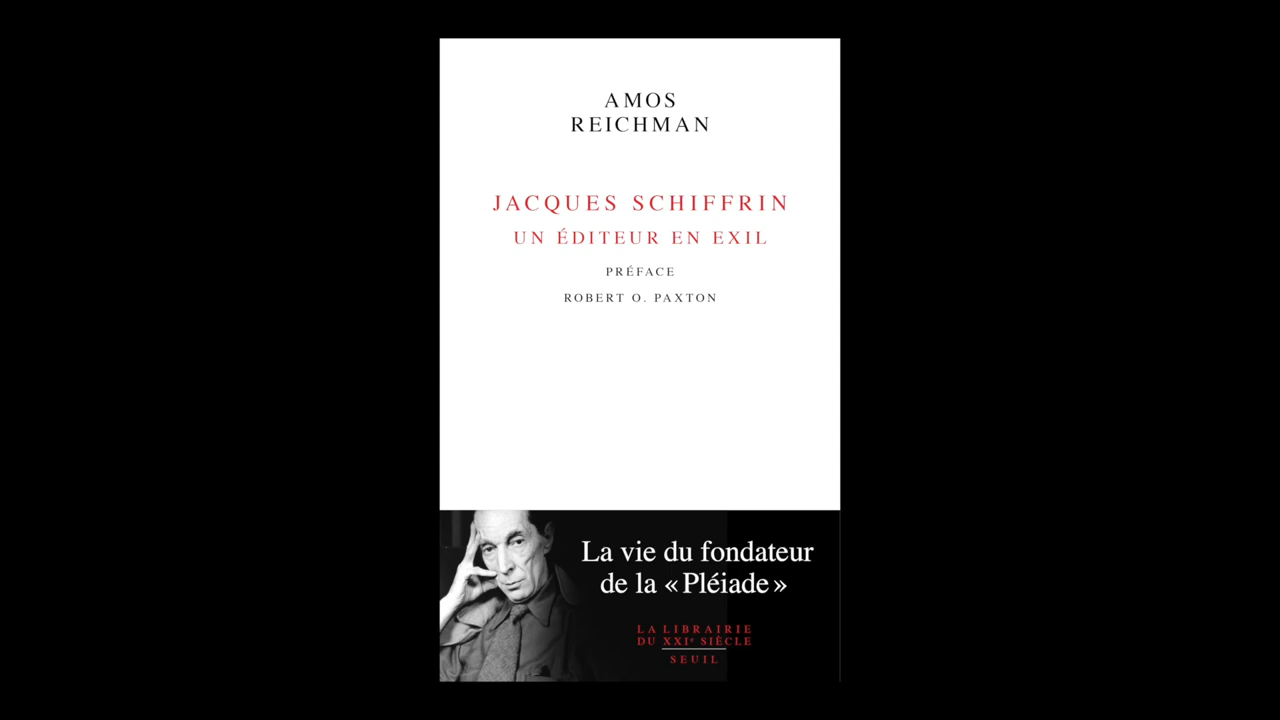 AMOS
REICHMAN
JACQUES SCHIFFRIN
UN ÉDITEUR EN EXIL
PRÉFACE
ROBERT O. PAXTON
La vie du fondateur
de la « Pléiade »
LA LIBRAIRIE
DU XXIe SIÈCLE
SEUIL